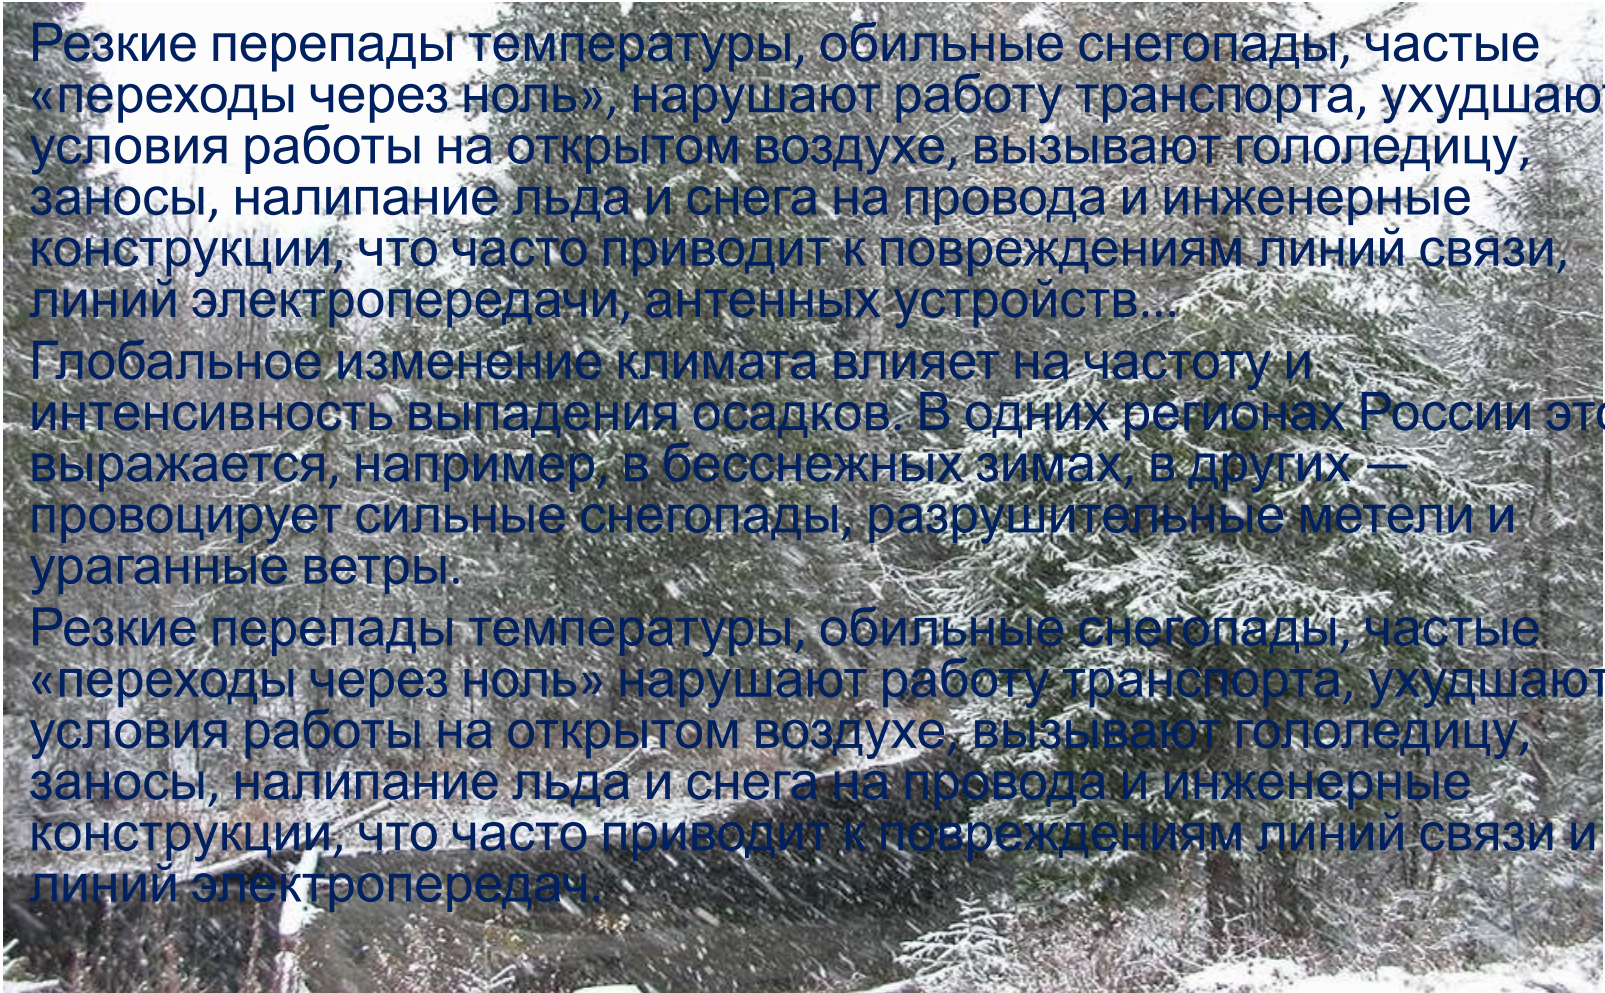 Резкие перепады температуры, обильные снегопады, частые
«переходы через ноль», нарушают работу транспорта, ухудшаю
условия работы на открытом воздухе, вызывают гололедицу,
заносы, налипание льда и снега на провода и инженерные
конструкции, что часто приводит к повреждениям линий связи,
линий электропередачи, антенных устройств...
Глобальное изменение климата влияет на частоту и
интенсивность выпадения осадков. В одних регионах России это
выражается, например, в бесснежных зимах, в других —
провоцирует сильные снегопады, разрушительные метели и
ураганные ветры.
Резкие перепады температуры, обильные снегопады, частые
«переходы через ноль» нарушают работу транспорта, ухудшают
условия работы на открытом воздухе, вызывают гололедицу,
заносы, налипание льда и снега на провода и инженерные
конструкции, что часто приводит к повреждениям линий связи и
линий электропередач.